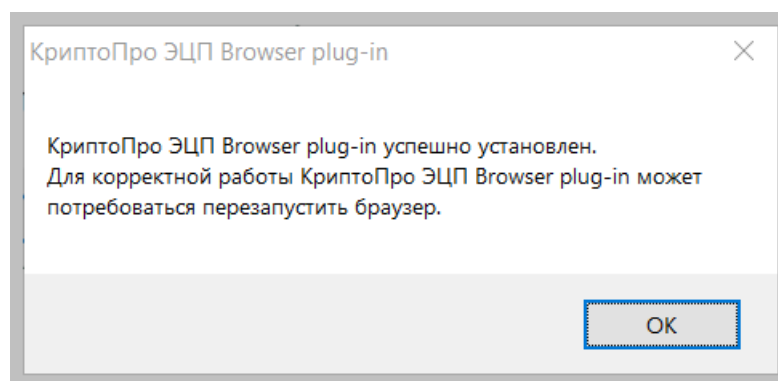 КриптоПро ЭЦП Browser plug-in
КриптоПро ЭЦП Browser plug-in успешно установлен.
Для корректной работы КриптоПро ЭЦП Browser plug-in может
потребоваться перезапустить браузер.
ОК